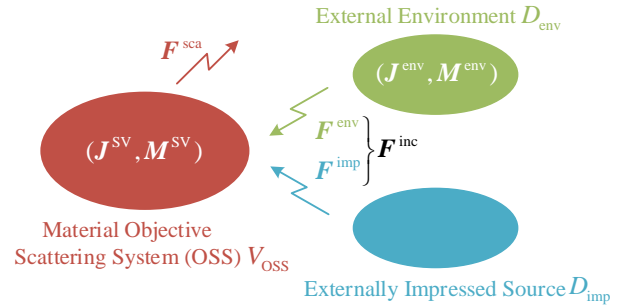 External Environment D_env
F^sca
(J^env, M^env)
(J^SV, M^SV)
F^env
F^inc
F^imp
Material Objective
Scattering System (OSS) V_OSS
Externally Impressed Source D_imp